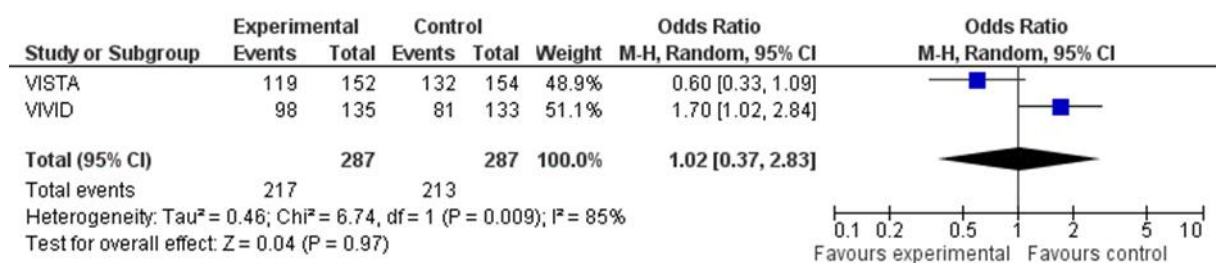 Experimental Control Odds Ratio Odds Ratio
Study or Subgroup Events Total Events Total Weight M-H, Random, 95% CI M-H, Random, 95% CI
VISTA 119 152 132 154 48.9% 0.60 [0.33, 1.09]
VIVID 98 135 81 133 51.1% 1.70 [1.02, 2.84]
Total (95% CI) 287 287 100.0% 1.02 [0.37, 2.83]
Total events 217 213
Heterogeneity: Tau² = 0.46; Chi² = 6.74, df = 1 (P = 0.009); I² = 85%
Test for overall effect: Z = 0.04 (P = 0.97)
0.1 0.2 0.5 1 2 5 10
Favours experimental Favours control